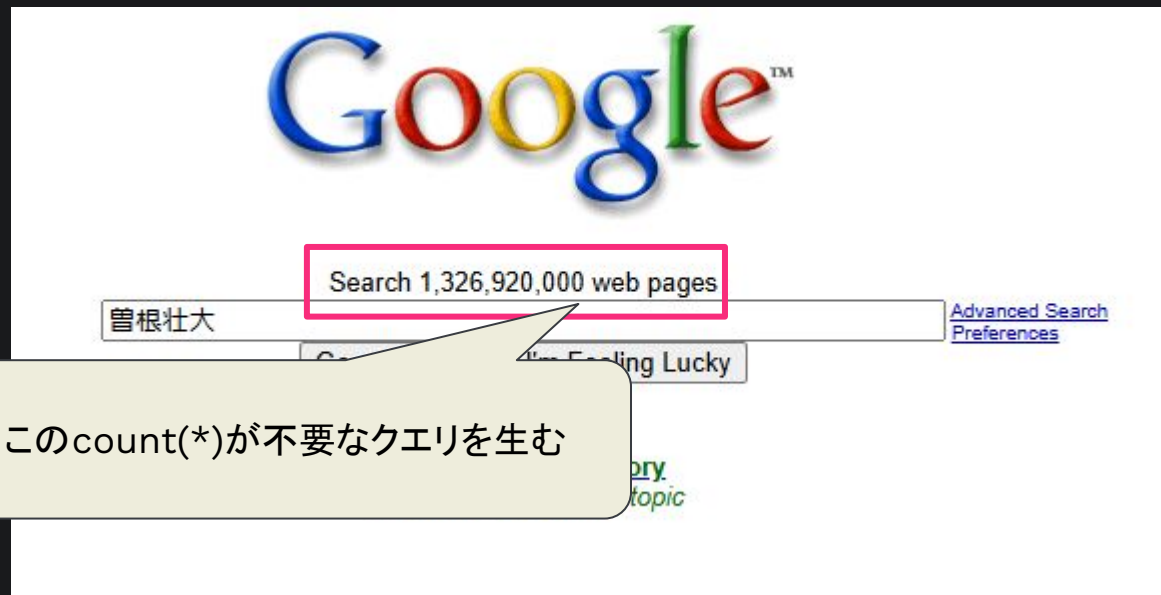 Google™
Search 1,326,920,000 web pages
曽根壮大
Advanced Search
Preferences
I'm Feeling Lucky
このcount(*)が不要なクエリを生む
topic